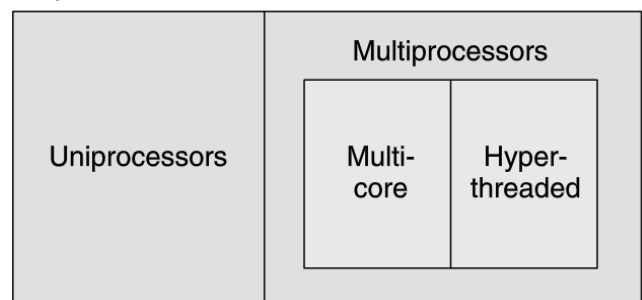 Multiprocessors
Uniprocessors
Multi-
core
Hyper-
threaded